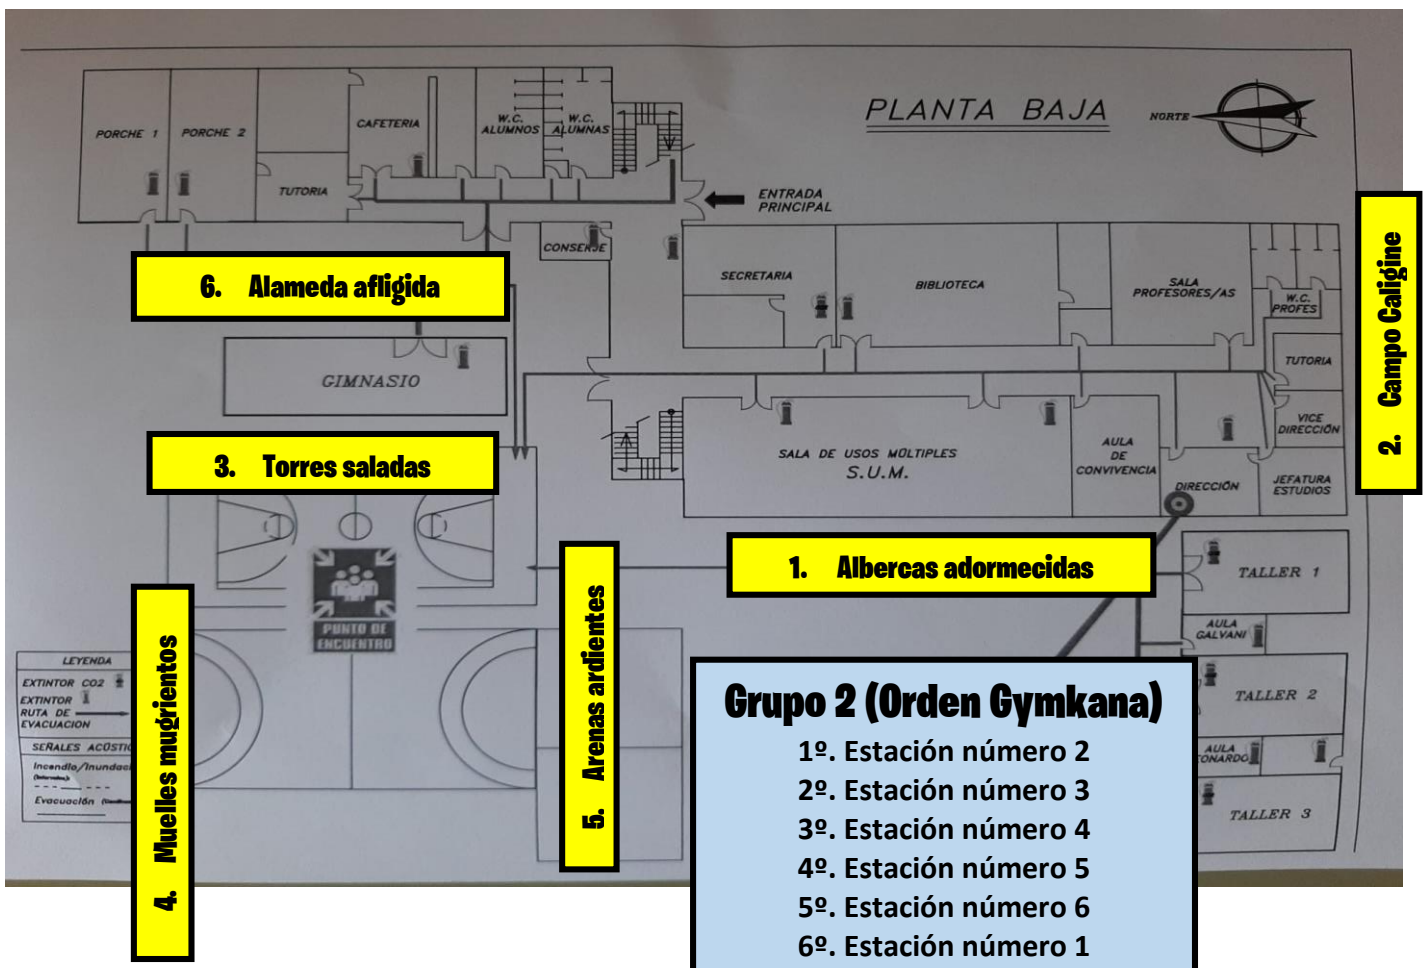 PLANTA BAJA
NORTE
PORCHE 1
PORCHE 2
TUTORIA
CAFETERIA
W.C.
ALUMNOS
W.C.
ALUMNAS
ENTRADA
PRINCIPAL
CONSERJE
6. Alameda afligida
SECRETARIA
BIBLIOTECA
SALA
PROFESORES/AS
W.C.
PROFES
2. Campo Caligine
GIMNASIO
TUTORIA
VICE
DIRECCIÓN
3. Torres saladas
SALA DE USOS MÚLTIPLES
S.U.M.
AULA
DE
CONVIVENCIA
DIRECCIÓN
JEFATURA
ESTUDIOS
1. Albercas adormecidas
TALLER 1
PUNTO DE
ENCUENTRO
4. Muelles mugrientos
5. Arenas ardientes
AULA
GALVANI
TALLER 2
AULA
TALLER 3
LEYENDA
EXTINTOR CO2
EXTINTOR
RUTA DE
EVACUACION
SEÑALES ACÚSTI
Incendio/Inundac
Evacuación
Grupo 2 (Orden Gymkana)
1º. Estación número 2
2º. Estación número 3
3º. Estación número 4
4º. Estación número 5
5º. Estación número 6
6º. Estación número 1